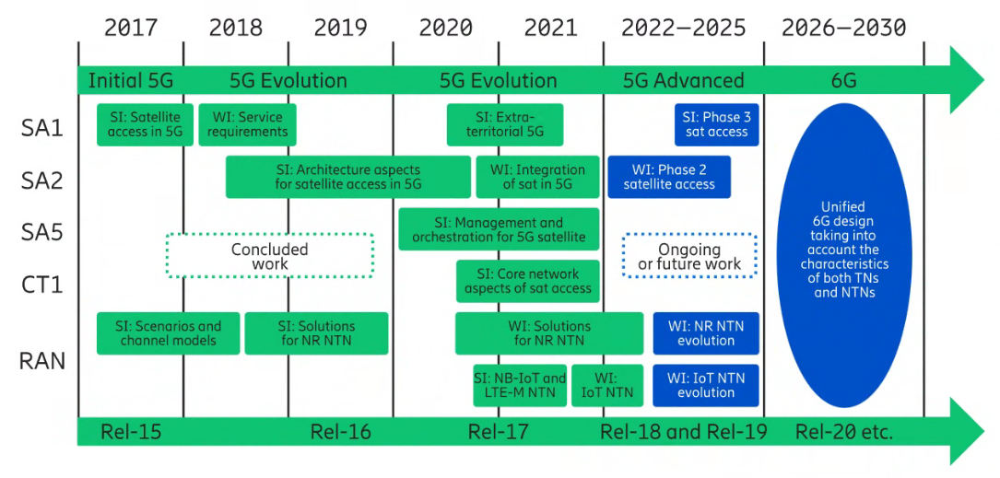 2017
2018
2019
2020
2021
2022—2025
2026—2030
Initial 5G
5G Evolution
5G Evolution
5G Advanced
6G
SA1
SI: Satellite
access in 5G
WI: Service
requirements
SI: Extra-
territorial 5G
SI: Phase 3
sat access
SA2
SI: Architecture aspects
for satellite access in 5G
WI: Integration
of sat in 5G
WI: Phase 2
satellite access
SA5
SI: Management and
orchestration for 5G satellite
Concluded
work
Ongoing
or future work
Unified
6G design
taking into
account the
characteristics
of both TNs
and NTNs
CT1
SI: Core network
aspects of sat access
RAN
SI: Scenarios and
channel models
SI: Solutions
for NR NTN
WI: Solutions
for NR NTN
WI: NR NTN
evolution
SI: NB-IoT and
LTE-M NTN
WI:
IoT NTN
WI: IoT NTN
evolution
Rel-15
Rel-16
Rel-17
Rel-18 and Rel-19
Rel-20 etc.